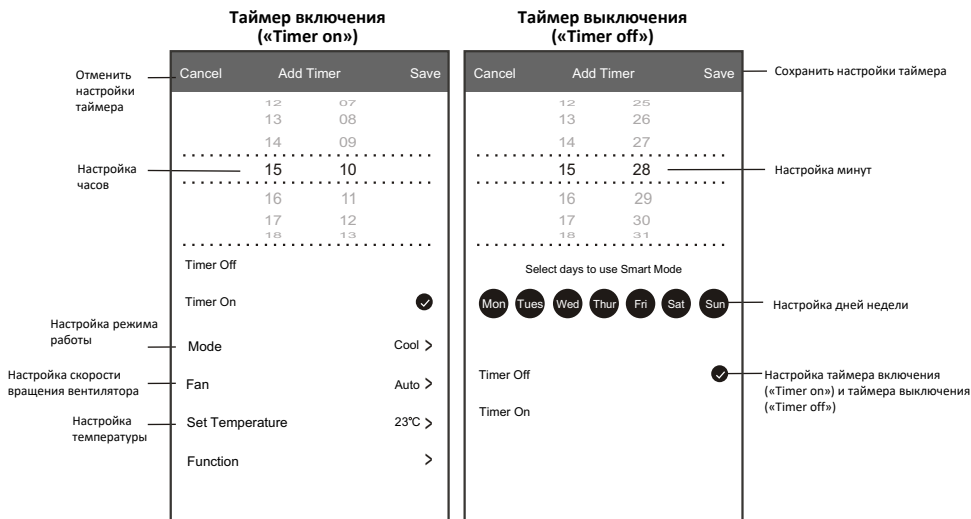 Таймер включения
(«Timer on»)
Таймер выключения
(«Timer off»)
Отменить
настройки
таймера
Cancel Add Timer Save
12 07
13 08
14 09
Настройка
часов
15 10
16 11
17 12
18 13
Timer Off
Timer On
Настройка режима
работы
Mode Cool >
Настройка скорости
вращения вентилятора
Fan Auto >
Настройка
температуры
Set Temperature 23℃ >
Function >
Cancel Add Timer Save
Сохранить настройки таймера
12 25
13 26
14 27
15 28
Настройка минут
16 29
17 30
18 31
Select days to use Smart Mode
Mon Tues Wed Thur Fri Sat Sun
Настройка дней недели
Timer Off
Настройка таймера включения
(«Timer on») и таймера выключения
(«Timer off»)
Timer On